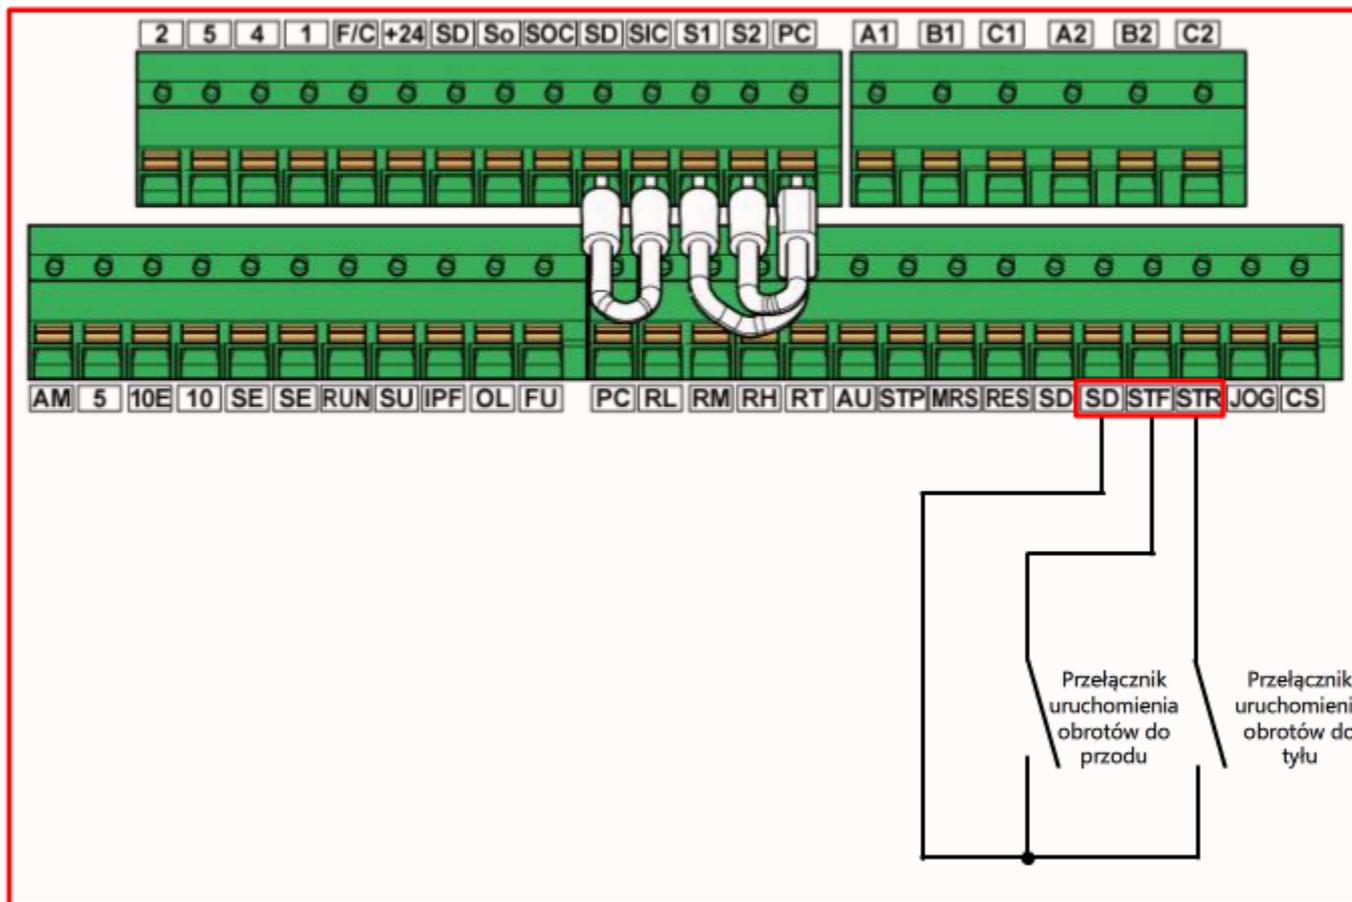 2 5 4 1 F/C +24 SD So SOC SD SIC S1 S2 PC A1 B1 C1 A2 B2 C2
AM 5 10E 10 SE SE RUN SU IPF OL FU PC RL RM RH RT AU STP MRS RES SD SD STF STR JOG CS
Przełącznik
uruchomienia
obrotów do
przodu
Przełącznik
uruchomieni
obrotów do
tyłu